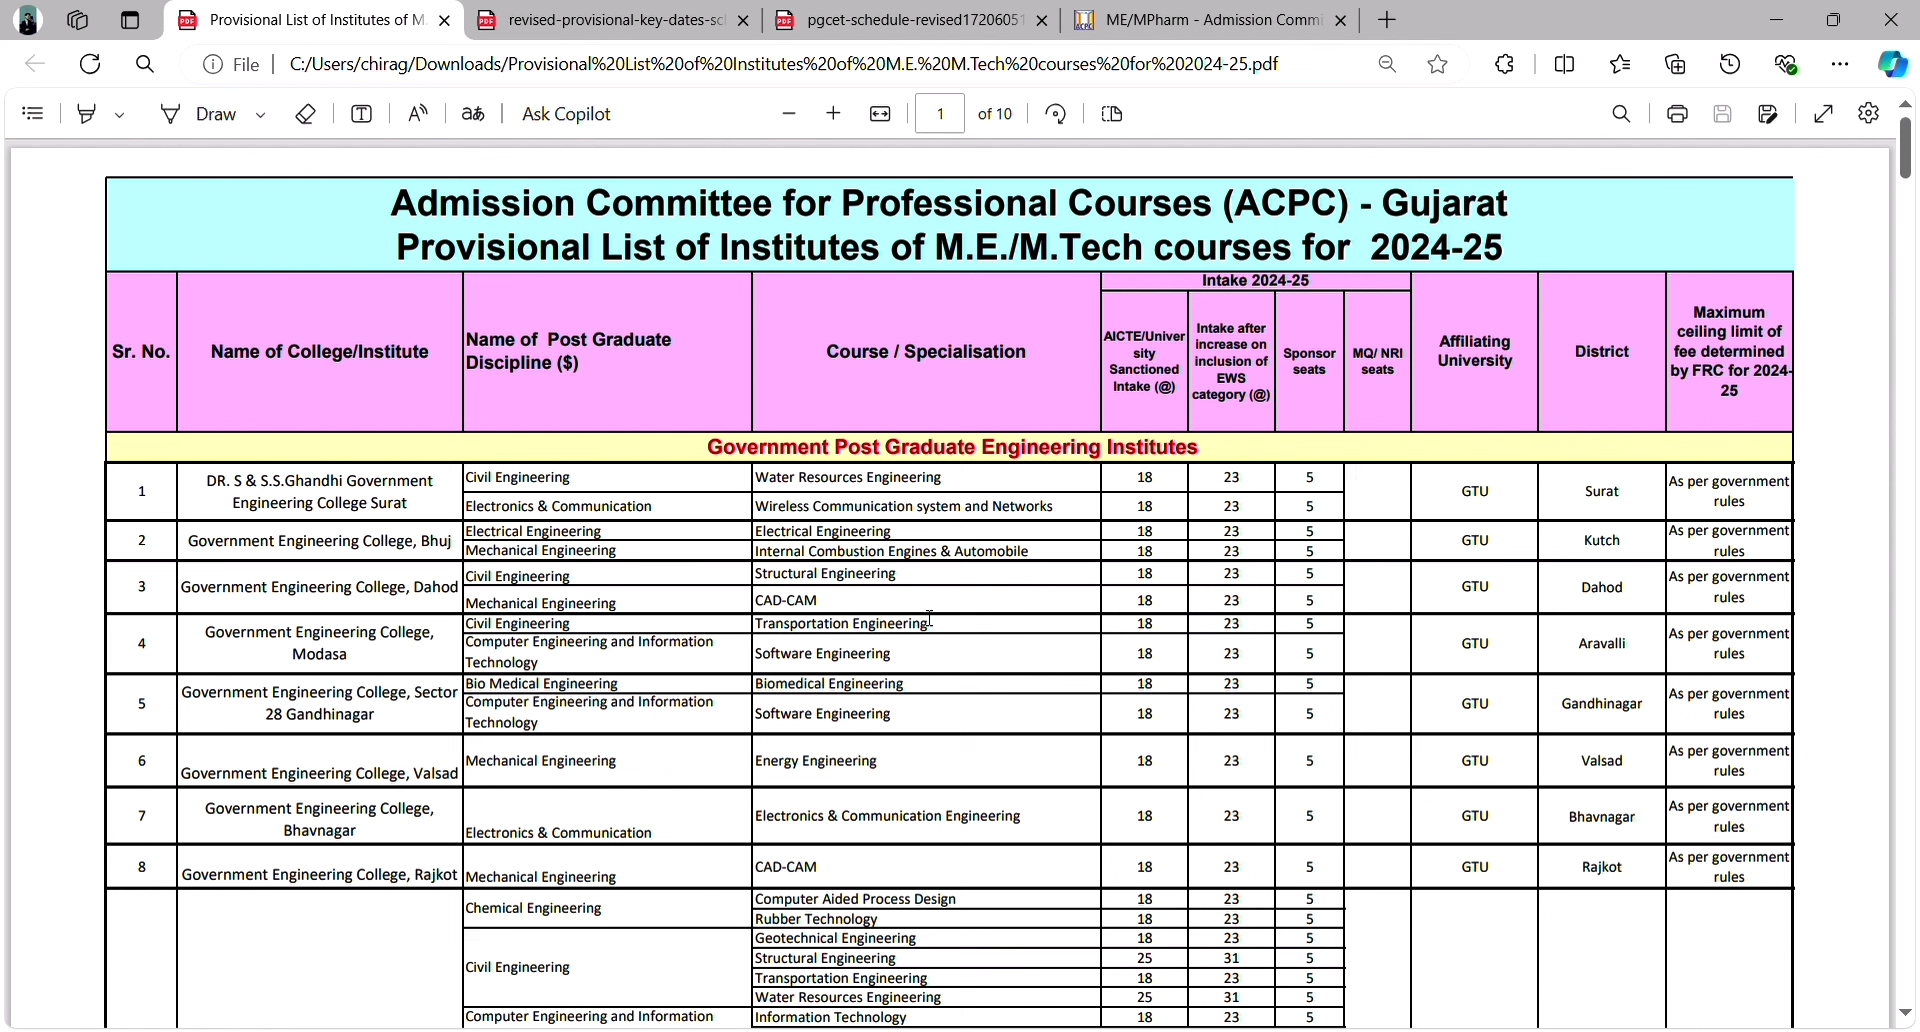 Provisional List of Institutes of M.
revised-provisional-key-dates-sc
pgcet-schedule-revised17206051
ME/MPharm - Admission Commi
File
C:/Users/chirag/Downloads/Provisional%20List%20of%20Institutes%20of%20M.E.%20M.Tech%20courses%20for%202024-25.pdf
Draw
Ask Copilot
1 of 10
Admission Committee for Professional Courses (ACPC) - Gujarat
Provisional List of Institutes of M.E./M.Tech courses for 2024-25
Sr. No.
Name of College/Institute
Name of Post Graduate
Discipline ($)
Course / Specialisation
Intake 2024-25
AICTE/Univer
sity
Sanctioned
Intake (@)
Intake after
increase on
inclusion of
EWS
category (@)
Sponsor
seats
MQ/ NRI
seats
Affiliating
University
District
Maximum
ceiling limit of
fee determined
by FRC for 2024-
25
Government Post Graduate Engineering Institutes
1
DR. S & S.S.Ghandhi Government
Engineering College Surat
Civil Engineering Water Resources Engineering 18 23 5
Electronics & Communication Wireless Communication system and Networks 18 23 5
GTU Surat
As per government
rules
2
Government Engineering College, Bhuj
Electrical Engineering Electrical Engineering 18 23 5
Mechanical Engineering Internal Combustion Engines & Automobile 18 23 5
GTU Kutch
As per government
rules
3
Government Engineering College, Dahod
Civil Engineering Structural Engineering 18 23 5
Mechanical Engineering CAD-CAM 18 23 5
GTU Dahod
As per government
rules
4
Government Engineering College,
Modasa
Civil Engineering Transportation Engineering 18 23 5
Computer Engineering and Information
Technology
Software Engineering 18 23 5
GTU Aravalli
As per government
rules
5
Government Engineering College, Sector
28 Gandhinagar
Bio Medical Engineering Biomedical Engineering 18 23 5
Computer Engineering and Information
Technology
Software Engineering 18 23 5
GTU Gandhinagar
As per government
rules
6
Government Engineering College, Valsad
Mechanical Engineering Energy Engineering 18 23 5
GTU Valsad
As per government
rules
7
Government Engineering College,
Bhavnagar
Electronics & Communication
Electronics & Communication Engineering 18 23 5
GTU Bhavnagar
As per government
rules
8
Government Engineering College, Rajkot
Mechanical Engineering
CAD-CAM 18 23 5
GTU Rajkot
As per government
rules
Chemical Engineering
Computer Aided Process Design 18 23 5
Rubber Technology 18 23 5
Civil Engineering
Geotechnical Engineering 18 23 5
Structural Engineering 25 31 5
Transportation Engineering 18 23 5
Water Resources Engineering 25 31 5
Computer Engineering and Information
Information Technology 18 23 5